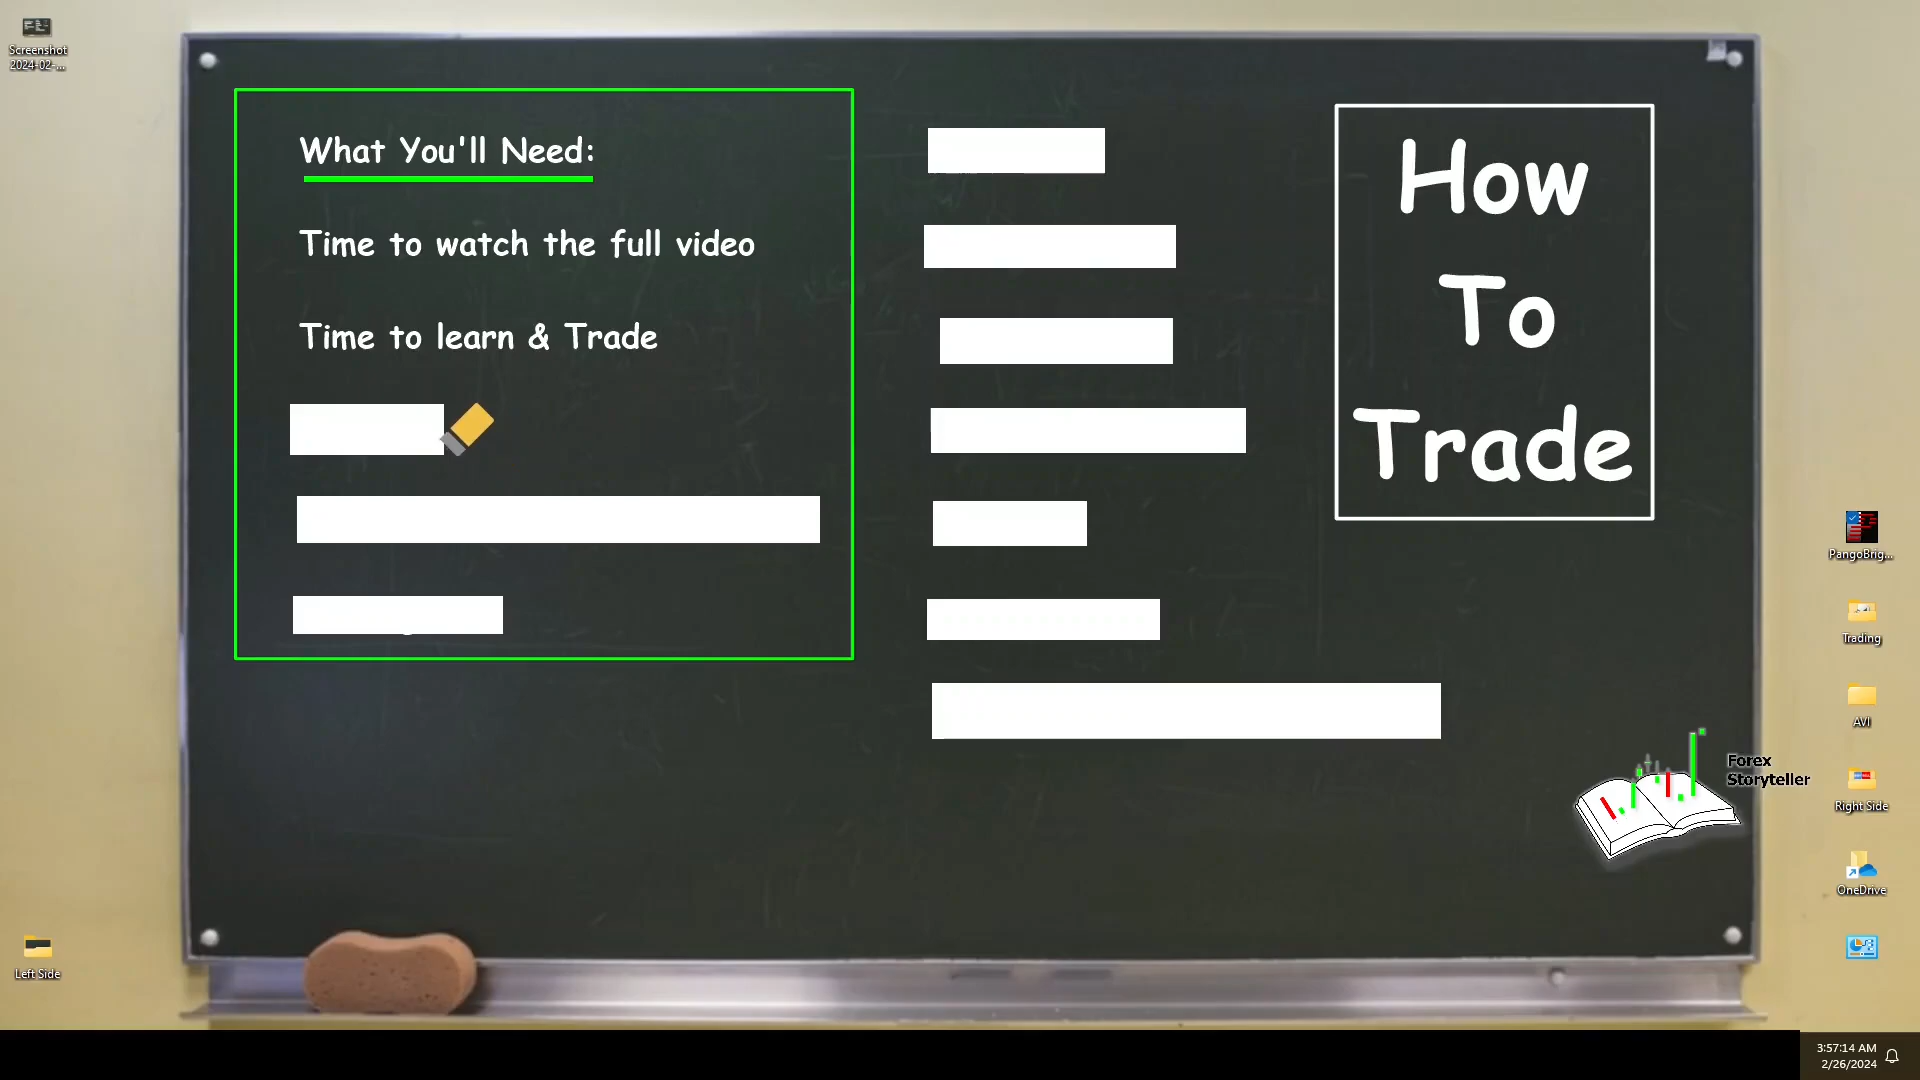 Screenshot
2024-02-...
What You'll Need:
Time to watch the full video
Time to learn & Trade
How
To
Trade
Forex
Storyteller
PangoBrig...
Trading
AVI
Right Side
OneDrive
Left Side
3:57:14 AM
2/26/2024